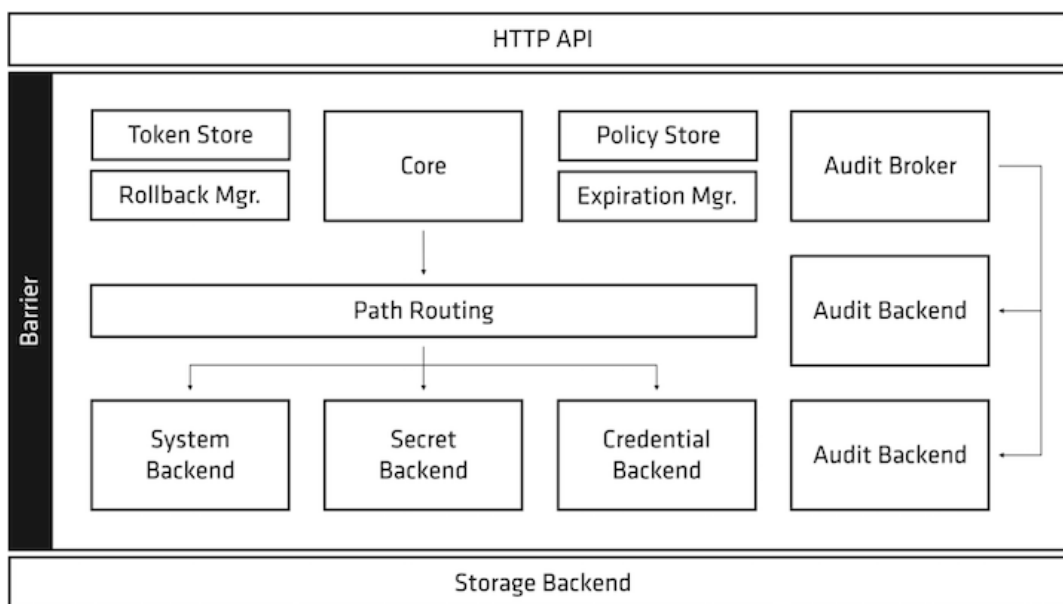 HTTP API
Barrier
Token Store
Rollback Mgr.
Core
Policy Store
Expiration Mgr.
Audit Broker
Path Routing
Audit Backend
System
Backend
Secret
Backend
Credential
Backend
Audit Backend
Storage Backend